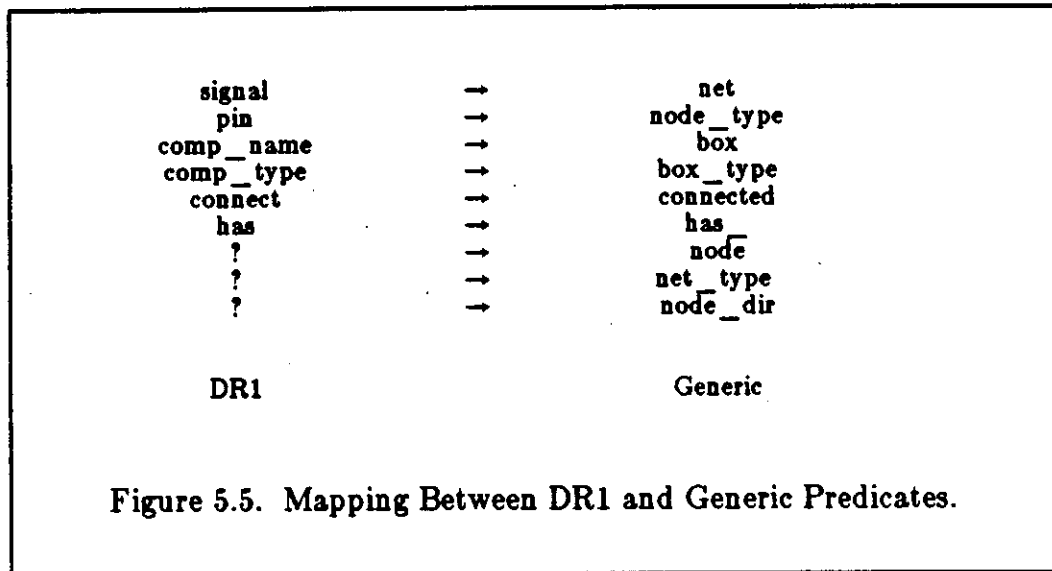 signal → net
pin → node_type
comp_name → box
comp_type → box_type
connect → connected
has → has
? → node
? → net_type
? → node_dir
DR1 Generic
Figure 5.5. Mapping Between DR1 and Generic Predicates.